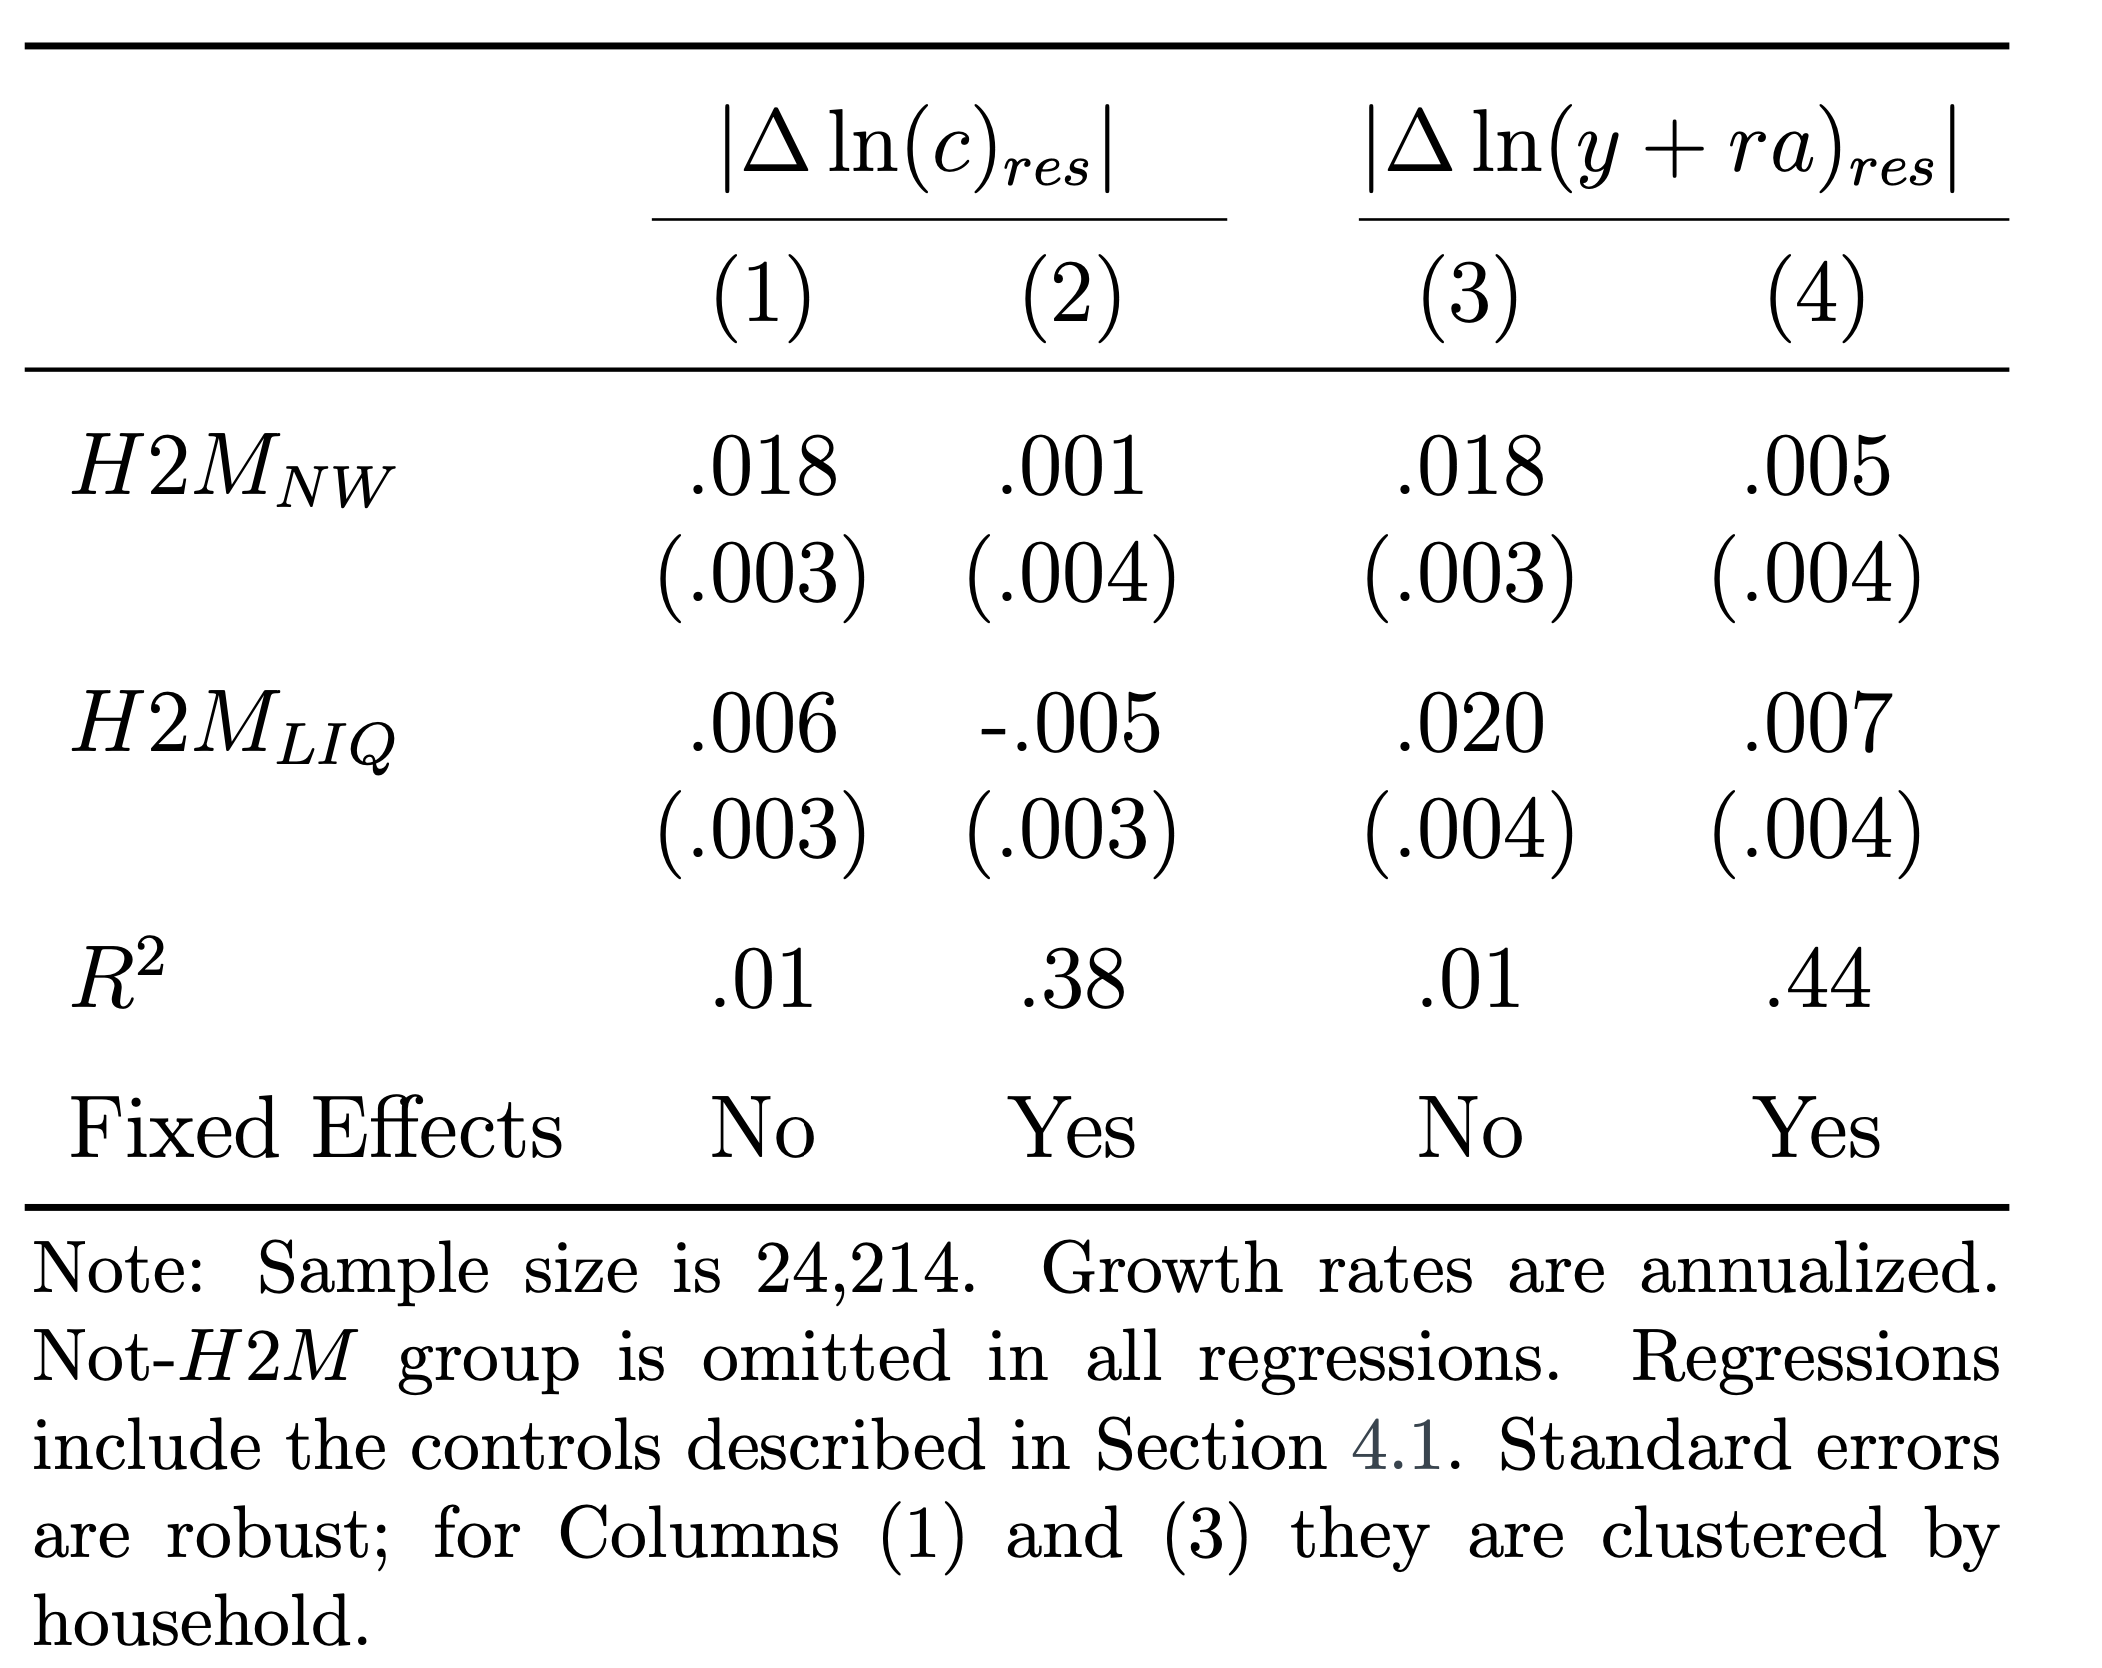 |Δ ln(c)res| |Δ ln(y + ra)res|
(1) (2) (3) (4)
H2MNW .018 .001 .018 .005
(.003) (.004) (.003) (.004)
H2MLIQ .006 -.005 .020 .007
(.003) (.003) (.004) (.004)
R² .01 .38 .01 .44
Fixed Effects No Yes No Yes
Note: Sample size is 24,214. Growth rates are annualized.
Not-H2M group is omitted in all regressions. Regressions
include the controls described in Section 4.1. Standard errors
are robust; for Columns (1) and (3) they are clustered by
household.